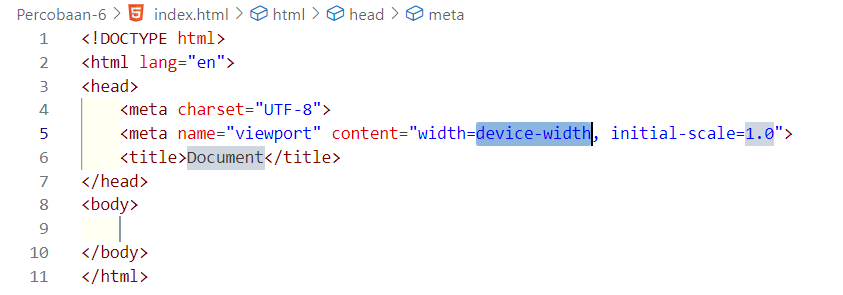 Percobaan-6 > index.html > html > head > meta
1 <!DOCTYPE html>
2 <html lang="en">
3 <head>
4 <meta charset="UTF-8">
5 <meta name="viewport" content="width=device-width, initial-scale=1.0">
6 <title>Document</title>
7 </head>
8 <body>
9
10 </body>
11 </html>